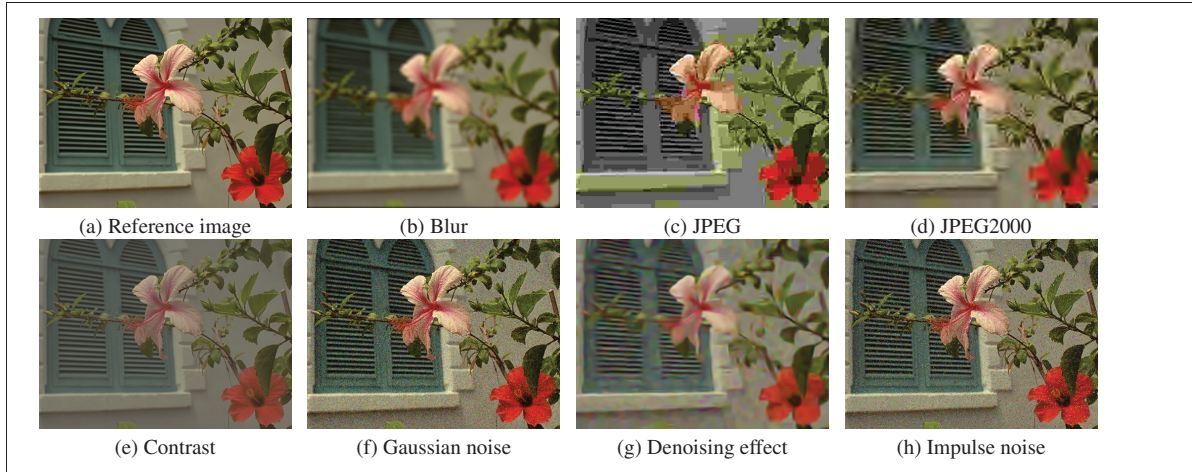 (a) Reference image
(b) Blur
(c) JPEG
(d) JPEG2000
(e) Contrast
(f) Gaussian noise
(g) Denoising effect
(h) Impulse noise